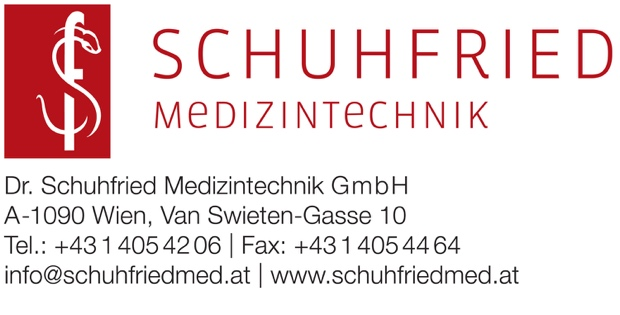 SCHUHFRIED
MeDIZINTeCHNIK
Dr. Schuhfried Medizintechnik GmbH
A-1090 Wien, Van Swieten-Gasse 10
Tel.: +43 1 405 42 06 | Fax: +43 1 405 44 64
info@schuhfriedmed.at | www.schuhfriedmed.at